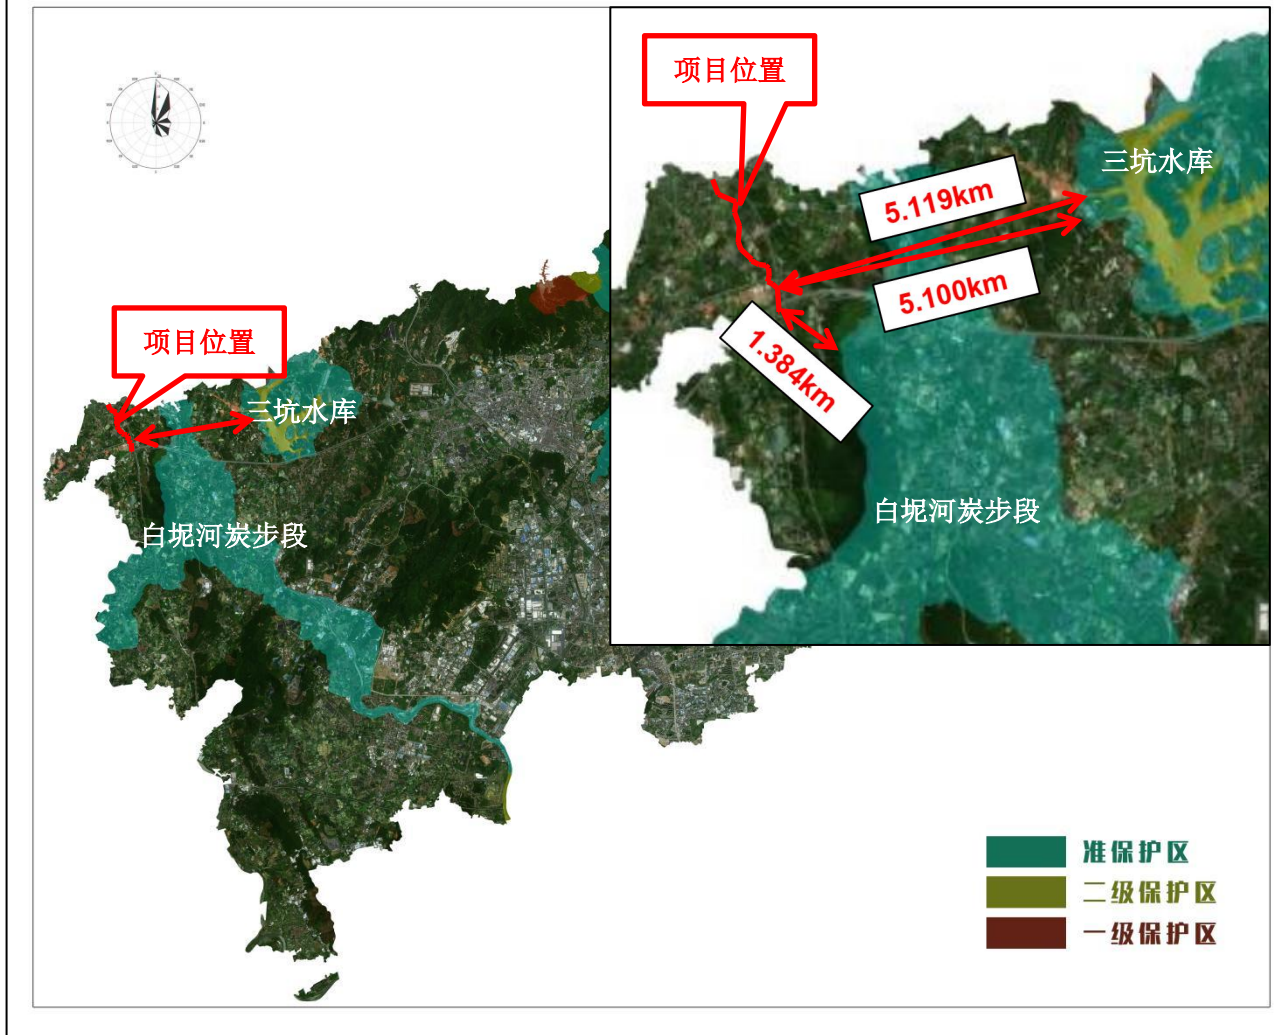 项目位置
三坑水库
5.119km
5.100km
1.384km
白坭河炭步段
项目位置
三坑水库
白坭河炭步段
准保护区
二级保护区
一级保护区